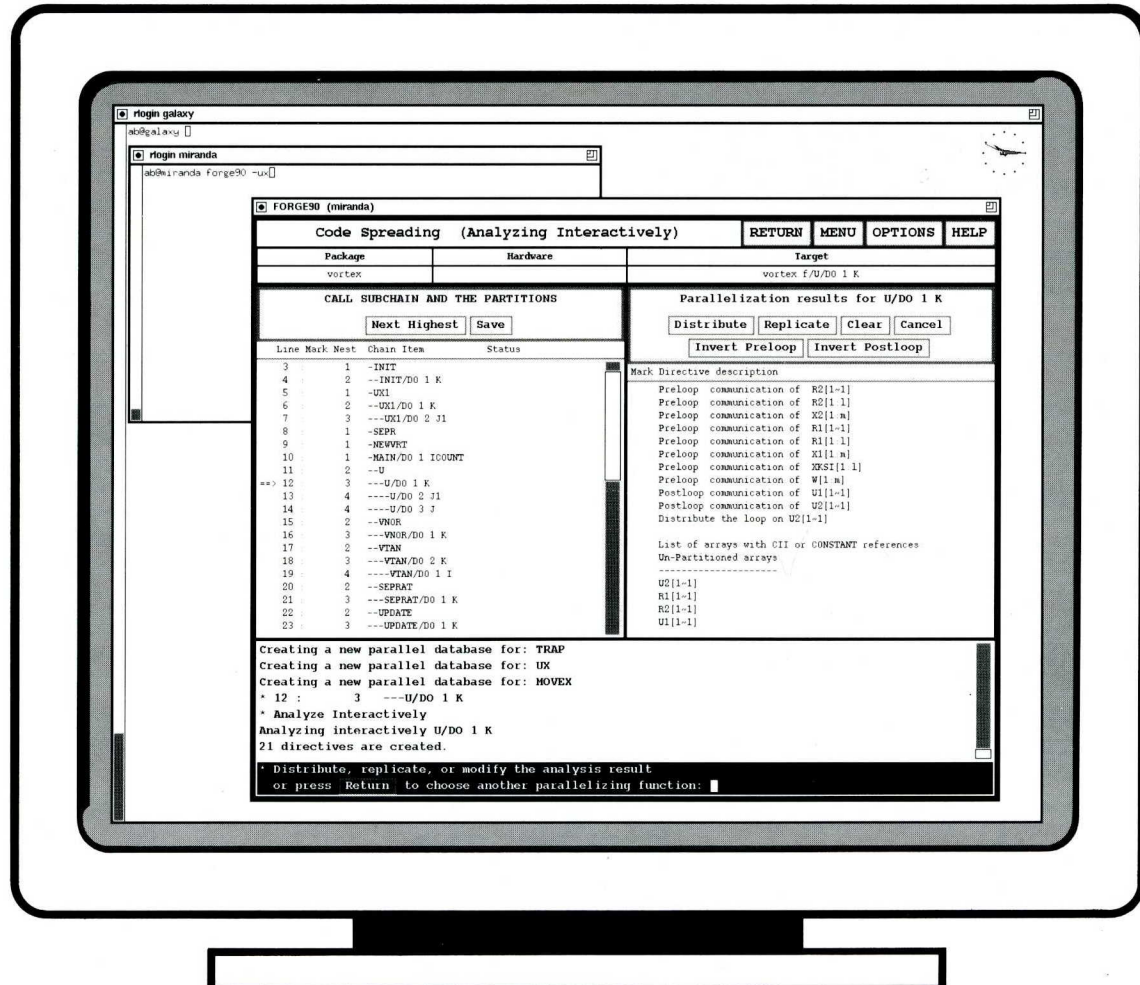 rlogin galaxy
ab@galaxy
rlogin miranda
ab@miranda forge90 -ux
FORGE90 (miranda)
Code Spreading (Analyzing Interactively) RETURN MENU OPTIONS HELP
Package Hardware Target
vortex vortex f/U/DO 1 K
CALL SUBCHAIN AND THE PARTITIONS
Next Highest Save
Line Mark Nest Chain Item Status
3 : 1 -INIT
4 : 2 --INIT/DO 1 K
5 : 1 -UX1
6 : 2 --UX1/DO 1 K
7 : 3 ---UX1/DO 2 J1
8 : 1 -SEPR
9 : 1 -NEWVRT
10 : 1 -MAIN/DO 1 ICOUNT
11 : 2 --U
==> 12 : 3 ---U/DO 1 K
13 : 4 ----U/DO 2 J1
14 : 4 ----U/DO 3 J
15 : 2 --VNOR
16 : 3 ---VNOR/DO 1 K
17 : 2 --VTAN
18 : 3 ---VTAN/DO 2 K
19 : 4 ----VTAN/DO 1 I
20 : 2 --SEPRAT
21 : 3 ---SEPRAT/DO 1 K
22 : 2 --UPDATE
23 : 3 ---UPDATE/DO 1 K
Parallelization results for U/DO 1 K
Distribute Replicate Clear Cancel
Invert Preloop Invert Postloop
Mark Directive description
Preloop communication of R2[1~1]
Preloop communication of R2[1:1]
Preloop communication of X2[1:m]
Preloop communication of R1[1~1]
Preloop communication of R1[1:1]
Preloop communication of X1[1:m]
Preloop communication of XKSI[1:1]
Preloop communication of W[1:m]
Postloop communication of U1[1~1]
Postloop communication of U2[1~1]
Distribute the loop on U2[1~1]
List of arrays with CII or CONSTANT references
Un-Partitioned arrays
--------------------
U2[1~1]
R1[1~1]
R2[1~1]
U1[1~1]
Creating a new parallel database for: TRAP
Creating a new parallel database for: UX
Creating a new parallel database for: MOVEX
* 12 : 3 ---U/DO 1 K
* Analyze Interactively
Analyzing interactively U/DO 1 K
21 directives are created.
* Distribute, replicate, or modify the analysis result
or press Return to choose another parallelizing function: